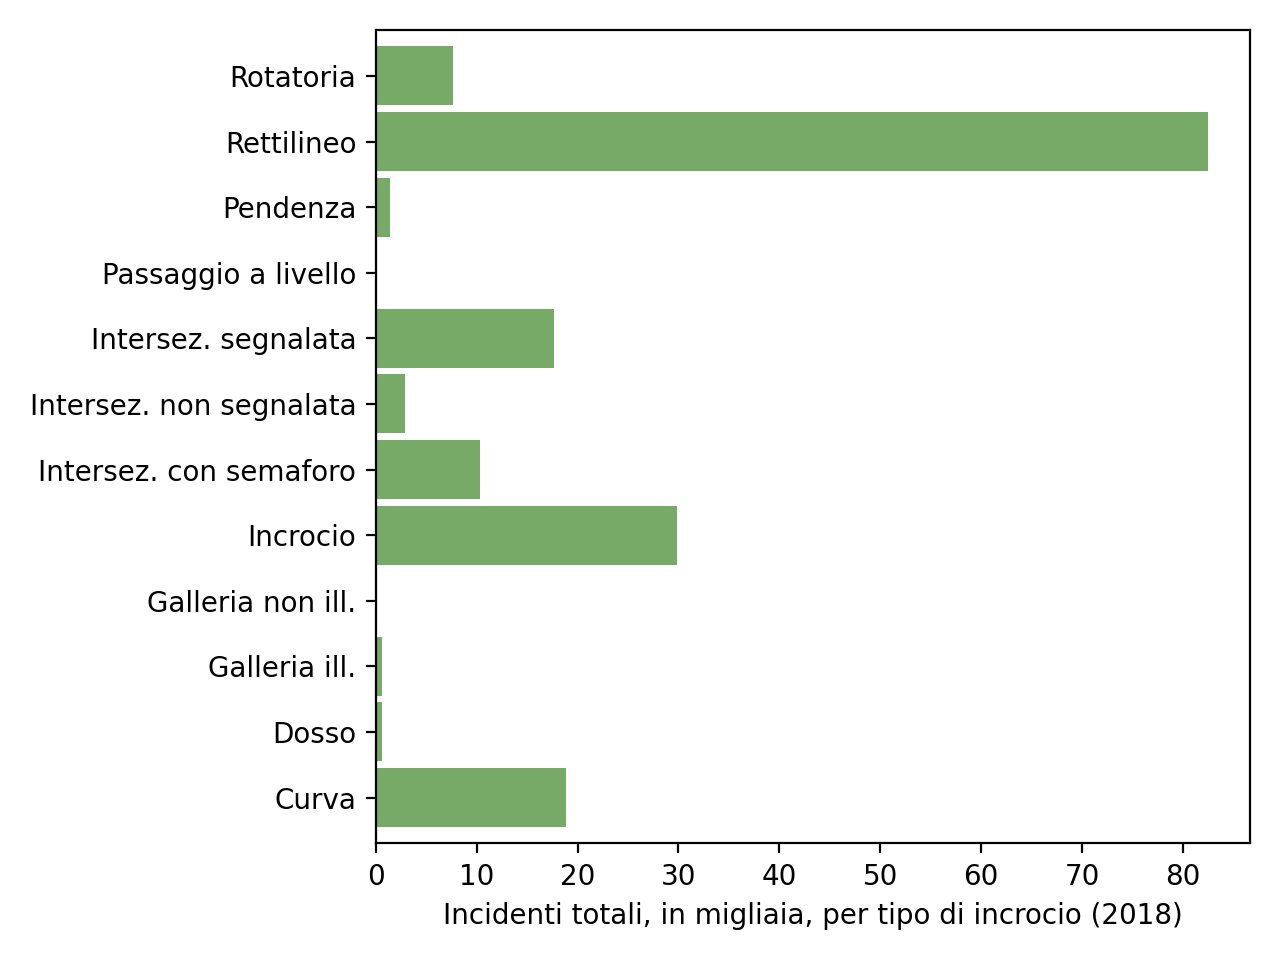 Rotatoria
Rettilineo
Pendenza
Passaggio a livello
Intersez. segnalata
Intersez. non segnalata
Intersez. con semaforo
Incrocio
Galleria non ill.
Galleria ill.
Dosso
Curva
0 10 20 30 40 50 60 70 80
Incidenti totali, in migliaia, per tipo di incrocio (2018)